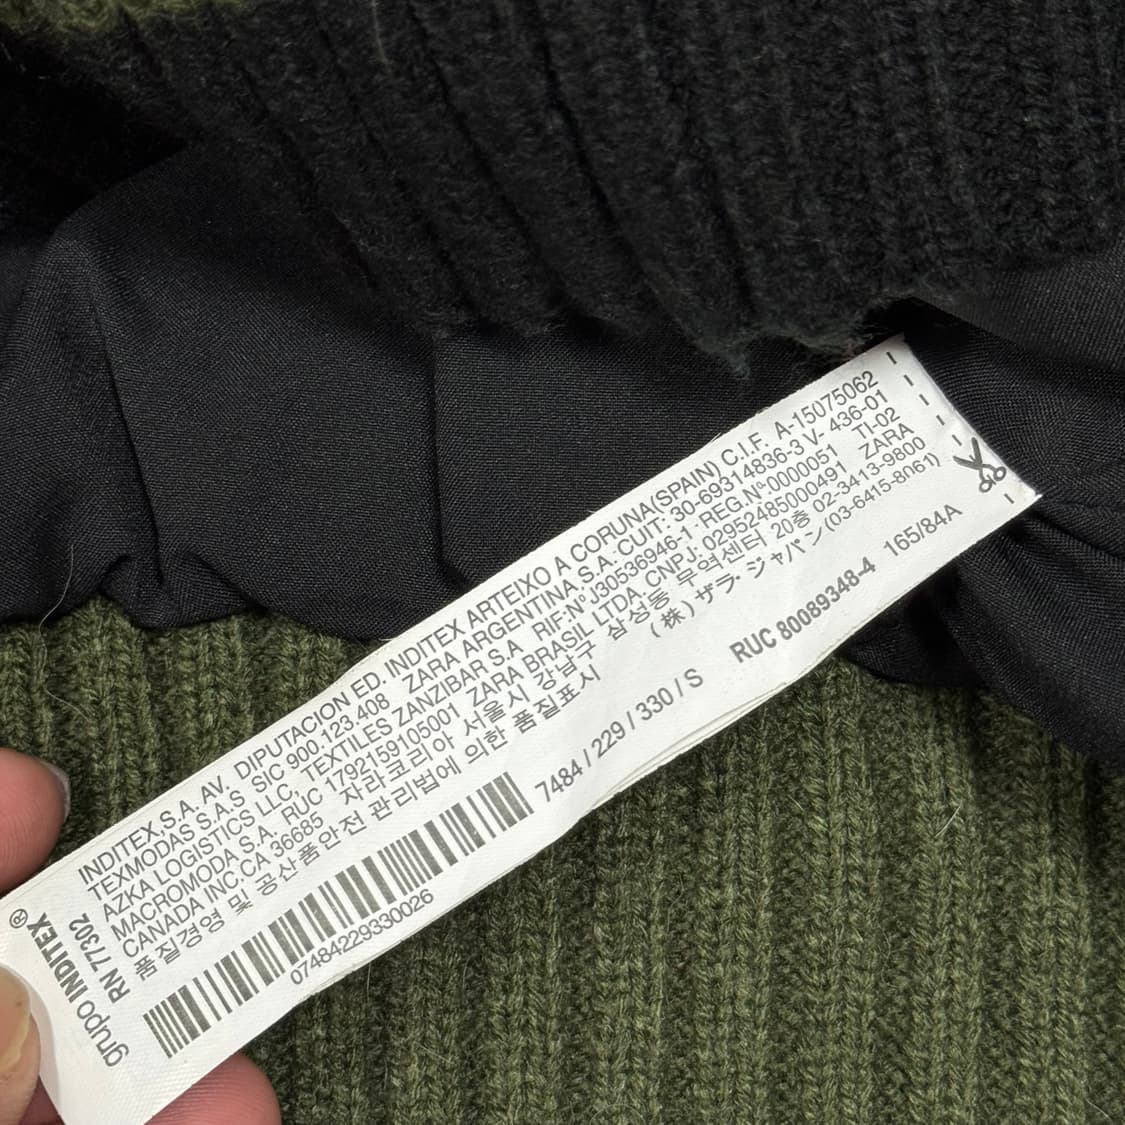 grupo INDITEX®
RN 77302
INDITEX,S.A. AV. DIPUTACION ED. INDITEX ARTEIXO A CORUNA(SPAIN) C.I.F. A-15075062
TEXMODAS S.A.S SIC 900.123.408 ZARA ARGENTINA S.A. CUIT: 30-69314836-3 V- 436-01
AZKA LOGISTICS LLC, TEXTILES ZANZIBAR SA RIF:Nº J30536946-1 REG.Nº0000051 TI-02
MACROMODA S.A. RUC 1792159105001 ZARA BRASIL LTDA, CNPJ: 02952485000491 ZARA
CANADA INC.CA 36685 자라코리아 서울시 강남구 삼성동 무역센터 20층 02-3413-9800
품질경영 및 공산품안전 관리법에 의한 품질표시 (株)ザラ・ジャパン(03-6415-8061)
07484229330026
7484 / 229 / 330 / S RUC 80089348-4 165/84A